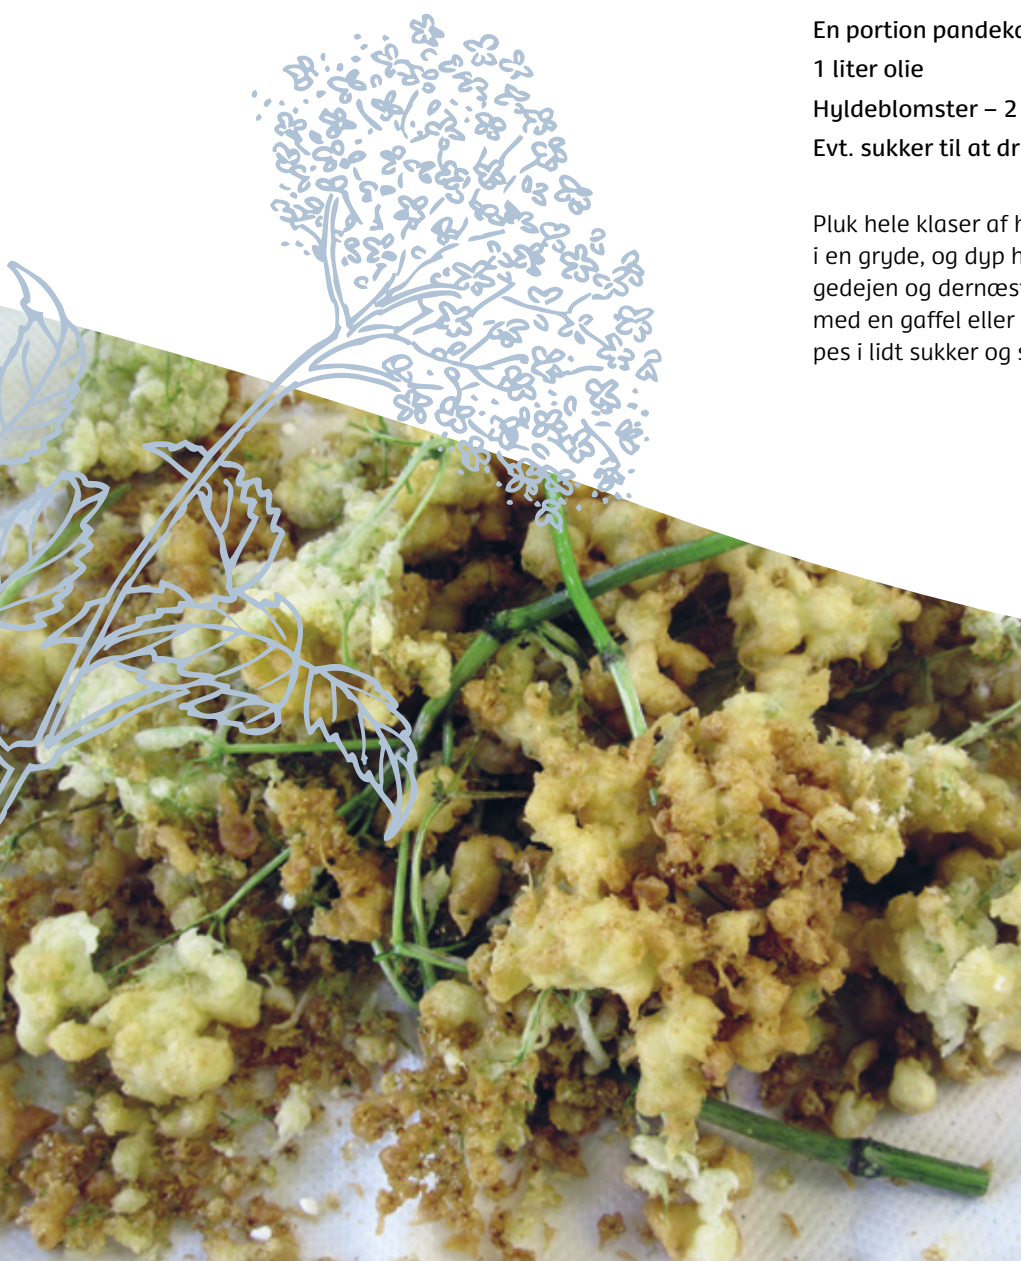 En portion pandeka
1 liter olie
Hyldeblomster – 2
Evt. sukker til at dr
Pluk hele klaser af h
i en gryde, og dyp h
gedejen og dernæst
med en gaffel eller
pes i lidt sukker og s